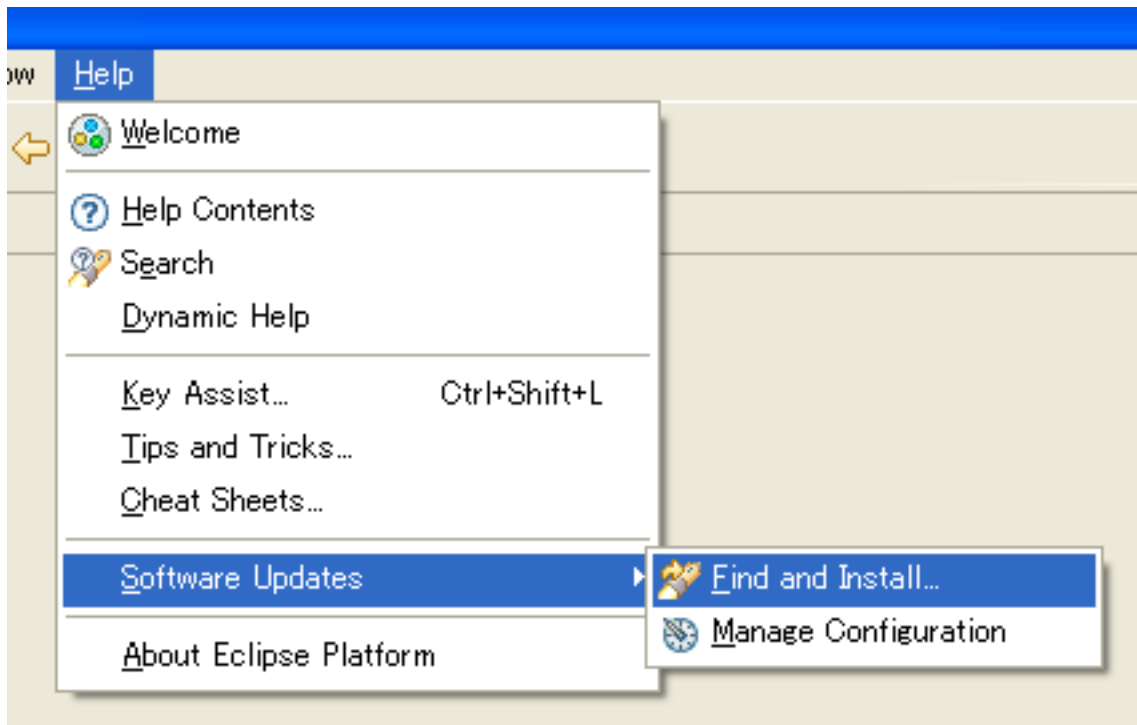 Help
Welcome
Help Contents
Search
Dynamic Help
Key Assist... Ctrl+Shift+L
Tips and Tricks...
Cheat Sheets...
Software Updates
Find and Install...
Manage Configuration
About Eclipse Platform